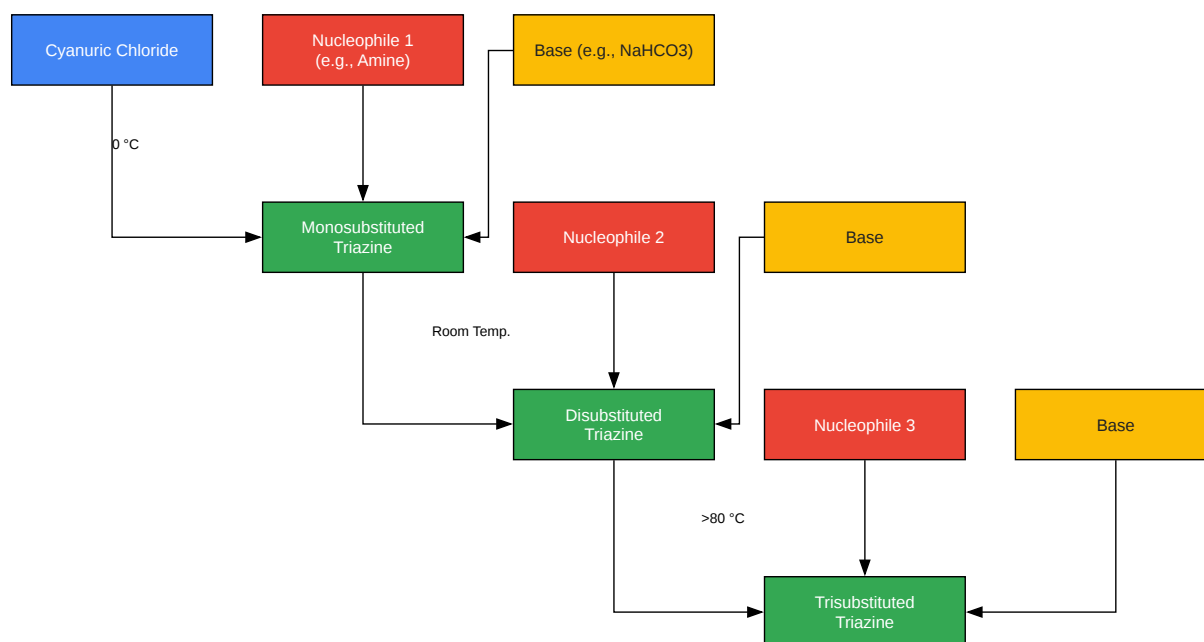 Cyanuric Chloride
Nucleophile 1
(e.g., Amine)
Base (e.g., NaHCO3)
0 °C
Monosubstituted
Triazine
Nucleophile 2
Base
Room Temp.
Disubstituted
Triazine
Nucleophile 3
Base
>80 °C
Trisubstituted
Triazine